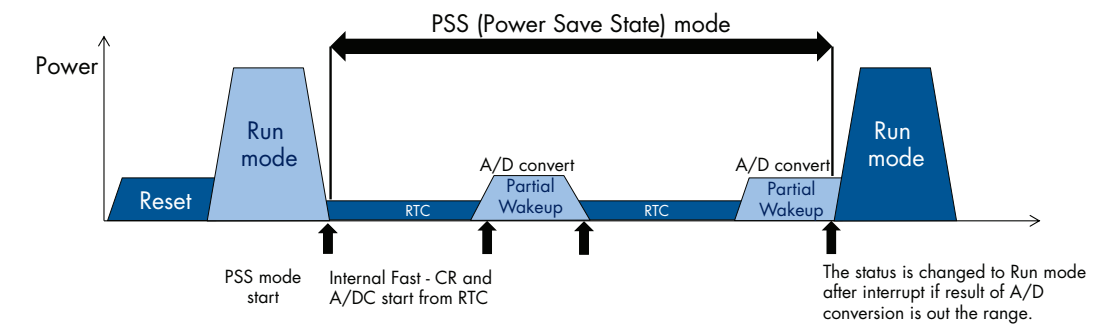 PSS (Power Save State) mode
Power
Run
mode
Run
mode
A/D convert
A/D convert
Reset
Partial
Wakeup
Partial
Wakeup
RTC
RTC
PSS mode
start
Internal Fast - CR and
A/DC start from RTC
The status is changed to Run mode
after interrupt if result of A/D
conversion is out the range.